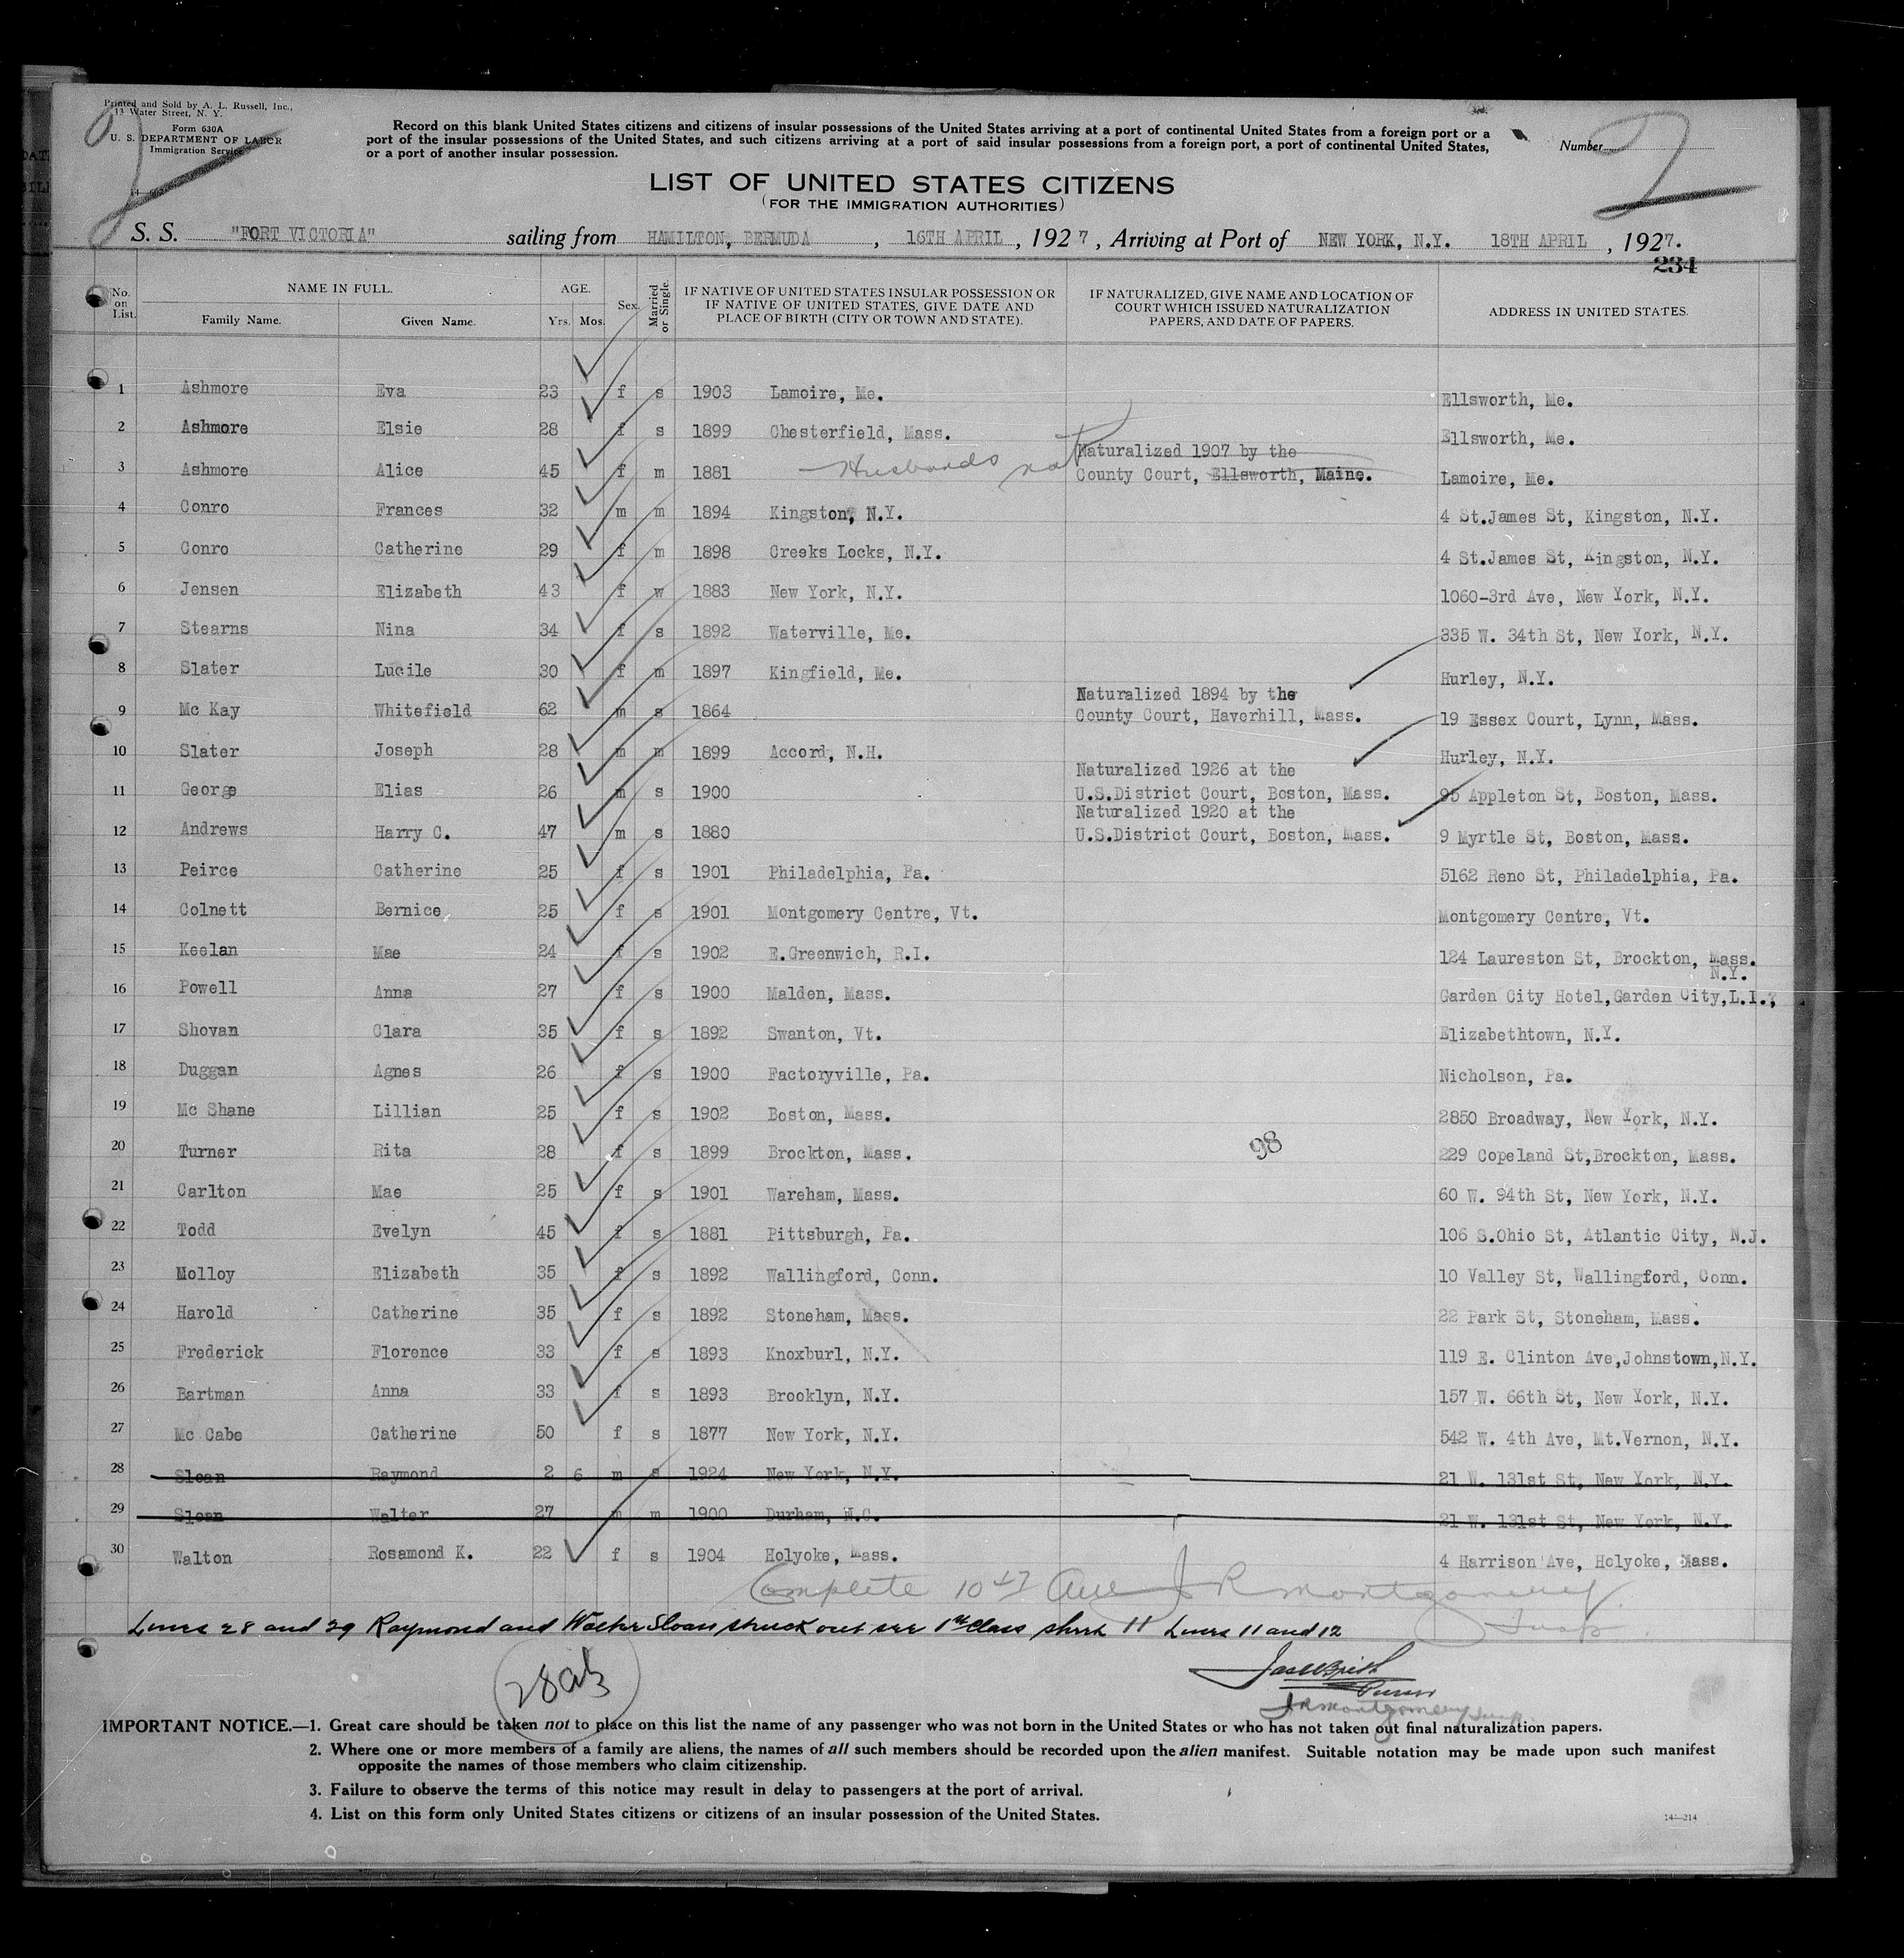 Printed and Sold by A. L. Russell, Inc.,
13 Water Street, N. Y.
Form 630A
U. S. DEPARTMENT OF LABOR
Immigration Service
2
Record on this blank United States citizens and citizens of insular possessions of the United States arriving at a port of continental United States from a foreign port or a
port of the insular possessions of the United States, and such citizens arriving at a port of said insular possessions from a foreign port, a port of continental United States,
or a port of another insular possession.
Number
2
LIST OF UNITED STATES CITIZENS
(FOR THE IMMIGRATION AUTHORITIES)
S. S. "FORT VICTORIA" sailing from HAMILTON, BERMUDA, 16TH APRIL, 1927, Arriving at Port of NEW YORK, N.Y. 18TH APRIL, 1927.
234
No. on List. NAME IN FULL. Family Name. Given Name. AGE. Yrs. Mos. Sex. Married or Single. IF NATIVE OF UNITED STATES INSULAR POSSESSION OR IF NATIVE OF UNITED STATES, GIVE DATE AND PLACE OF BIRTH (CITY OR TOWN AND STATE). IF NATURALIZED, GIVE NAME AND LOCATION OF COURT WHICH ISSUED NATURALIZATION PAPERS, AND DATE OF PAPERS. ADDRESS IN UNITED STATES.
1 Ashmore Eva 23 f s 1903 Lamoire, Me. Ellsworth, Me.
2 Ashmore Elsie 28 f s 1899 Chesterfield, Mass. Ellsworth, Me.
Naturalized 1907 by the
3 Ashmore Alice 45 f m 1881 Husbands nat County Court, Ellsworth, Maine. Lamoire, Me.
4 Conro Frances 32 m m 1894 Kingston, N.Y. 4 St.James St, Kingston, N.Y.
5 Conro Catherine 29 f m 1898 Creeks Locks, N.Y. 4 St.James St, Kingston, N.Y.
6 Jensen Elizabeth 43 f w 1883 New York, N.Y. 1060-3rd Ave, New York, N.Y.
7 Stearns Nina 34 f s 1892 Waterville, Me. 335 W. 34th St, New York, N.Y.
8 Slater Lucile 30 f m 1897 Kingfield, Me. Hurley, N.Y.
Naturalized 1894 by the
9 Mc Kay Whitefield 62 m s 1864 County Court, Haverhill, Mass. 19 Essex Court, Lynn, Mass.
10 Slater Joseph 28 m m 1899 Accord, N.H. Hurley, N.Y.
Naturalized 1926 at the
11 George Elias 26 m s 1900 U.S.District Court, Boston, Mass. 95 Appleton St, Boston, Mass.
Naturalized 1920 at the
12 Andrews Harry C. 47 m s 1880 U.S.District Court, Boston, Mass. 9 Myrtle St, Boston, Mass.
13 Peirce Catherine 25 f s 1901 Philadelphia, Pa. 5162 Reno St, Philadelphia, Pa.
14 Colnett Bernice 25 f s 1901 Montgomery Centre, Vt. Montgomery Centre, Vt.
15 Keelan Mae 24 f s 1902 E.Greenwich, R.I. 124 Laureston St, Brockton, Mass.
N.Y.
16 Powell Anna 27 f s 1900 Malden, Mass. Garden City Hotel,Garden City,L.I.,
17 Shovan Clara 35 f s 1892 Swanton, Vt. Elizabethtown, N.Y.
18 Duggan Agnes 26 f s 1900 Factoryville, Pa. Nicholson, Pa.
19 Mc Shane Lillian 25 f s 1902 Boston, Mass. 2850 Broadway, New York, N.Y.
20 Turner Rita 28 f s 1899 Brockton, Mass. 98 229 Copeland St,Brockton, Mass.
21 Carlton Mae 25 f s 1901 Wareham, Mass. 60 W. 94th St, New York, N.Y.
22 Todd Evelyn 45 f s 1881 Pittsburgh, Pa. 106 S.Ohio St, Atlantic City, N.J.
23 Molloy Elizabeth 35 f s 1892 Wallingford, Conn. 10 Valley St, Wallingford, Conn.
24 Harold Catherine 35 f s 1892 Stoneham, Mass. 22 Park St, Stoneham, Mass.
25 Frederick Florence 33 f s 1893 Knoxburl, N.Y. 119 E. Clinton Ave,Johnstown,N.Y.
26 Bartman Anna 33 f s 1893 Brooklyn, N.Y. 157 W. 66th St, New York, N.Y.
27 Mc Cabe Catherine 50 f s 1877 New York, N.Y. 542 W. 4th Ave, Mt.Vernon, N.Y.
28 Sloan Raymond 2 6 m s 1924 New York, N.Y. 21 W. 131st St, New York, N.Y.
29 Sloan Walter 27 m m 1900 Durham, N.C. 21 W. 131st St, New York, N.Y.
30 Walton Rosamond K. 22 f s 1904 Holyoke, Mass. 4 Harrison Ave, Holyoke, Mass.
Complete J R Montgomery
Lines 28 and 29 Raymond and Walter Sloan struck out see 1st Class sheet 11 Lines 11 and 12
Insp.
Purser
J R Montgomery Insp.
IMPORTANT NOTICE.—1. Great care should be taken not to place on this list the name of any passenger who was not born in the United States or who has not taken out final naturalization papers.
2. Where one or more members of a family are aliens, the names of all such members should be recorded upon the alien manifest. Suitable notation may be made upon such manifest
opposite the names of those members who claim citizenship.
3. Failure to observe the terms of this notice may result in delay to passengers at the port of arrival.
4. List on this form only United States citizens or citizens of an insular possession of the United States.
14—214